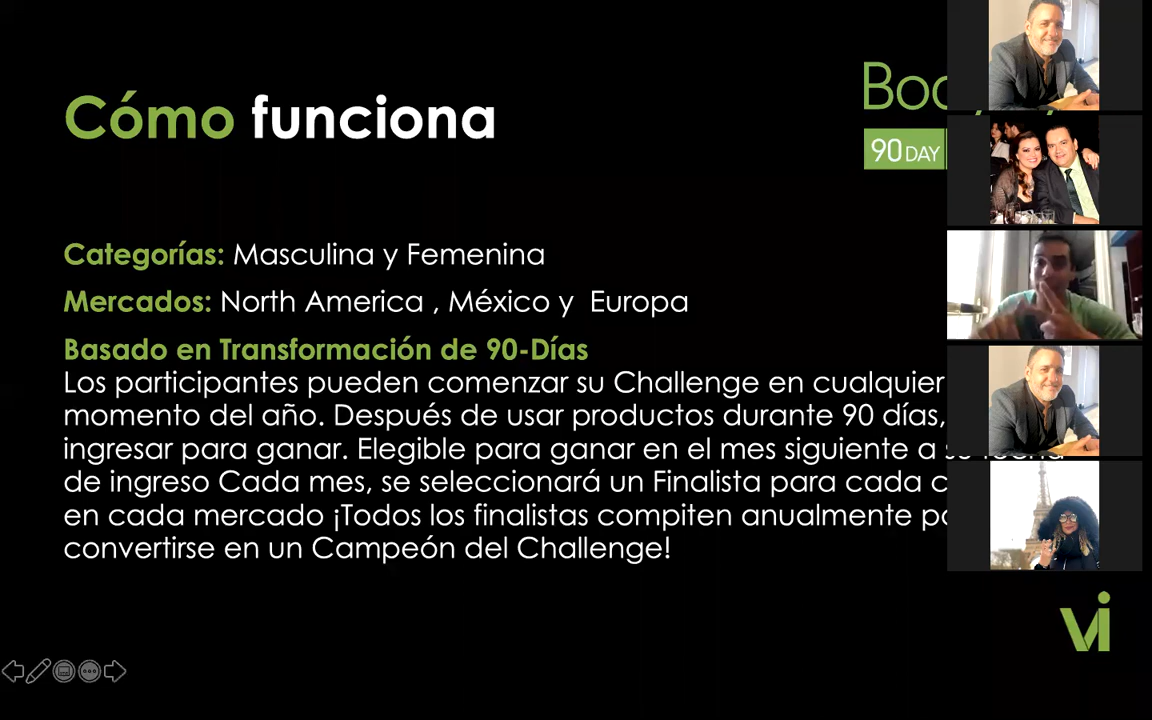 Cómo funciona
90 DAY
Categorías: Masculina y Femenina
Mercados: North America , México y  Europa
Basado en Transformación de 90-Días
Los participantes pueden comenzar su Challenge en cualquier
momento del año. Después de usar productos durante 90 días,
ingresar para ganar. Elegible para ganar en el mes siguiente a su fecha
de ingreso Cada mes, se seleccionará un Finalista para cada
en cada mercado ¡Todos los finalistas compiten anualmente
convertirse en un Campeón del Challenge!
Vi